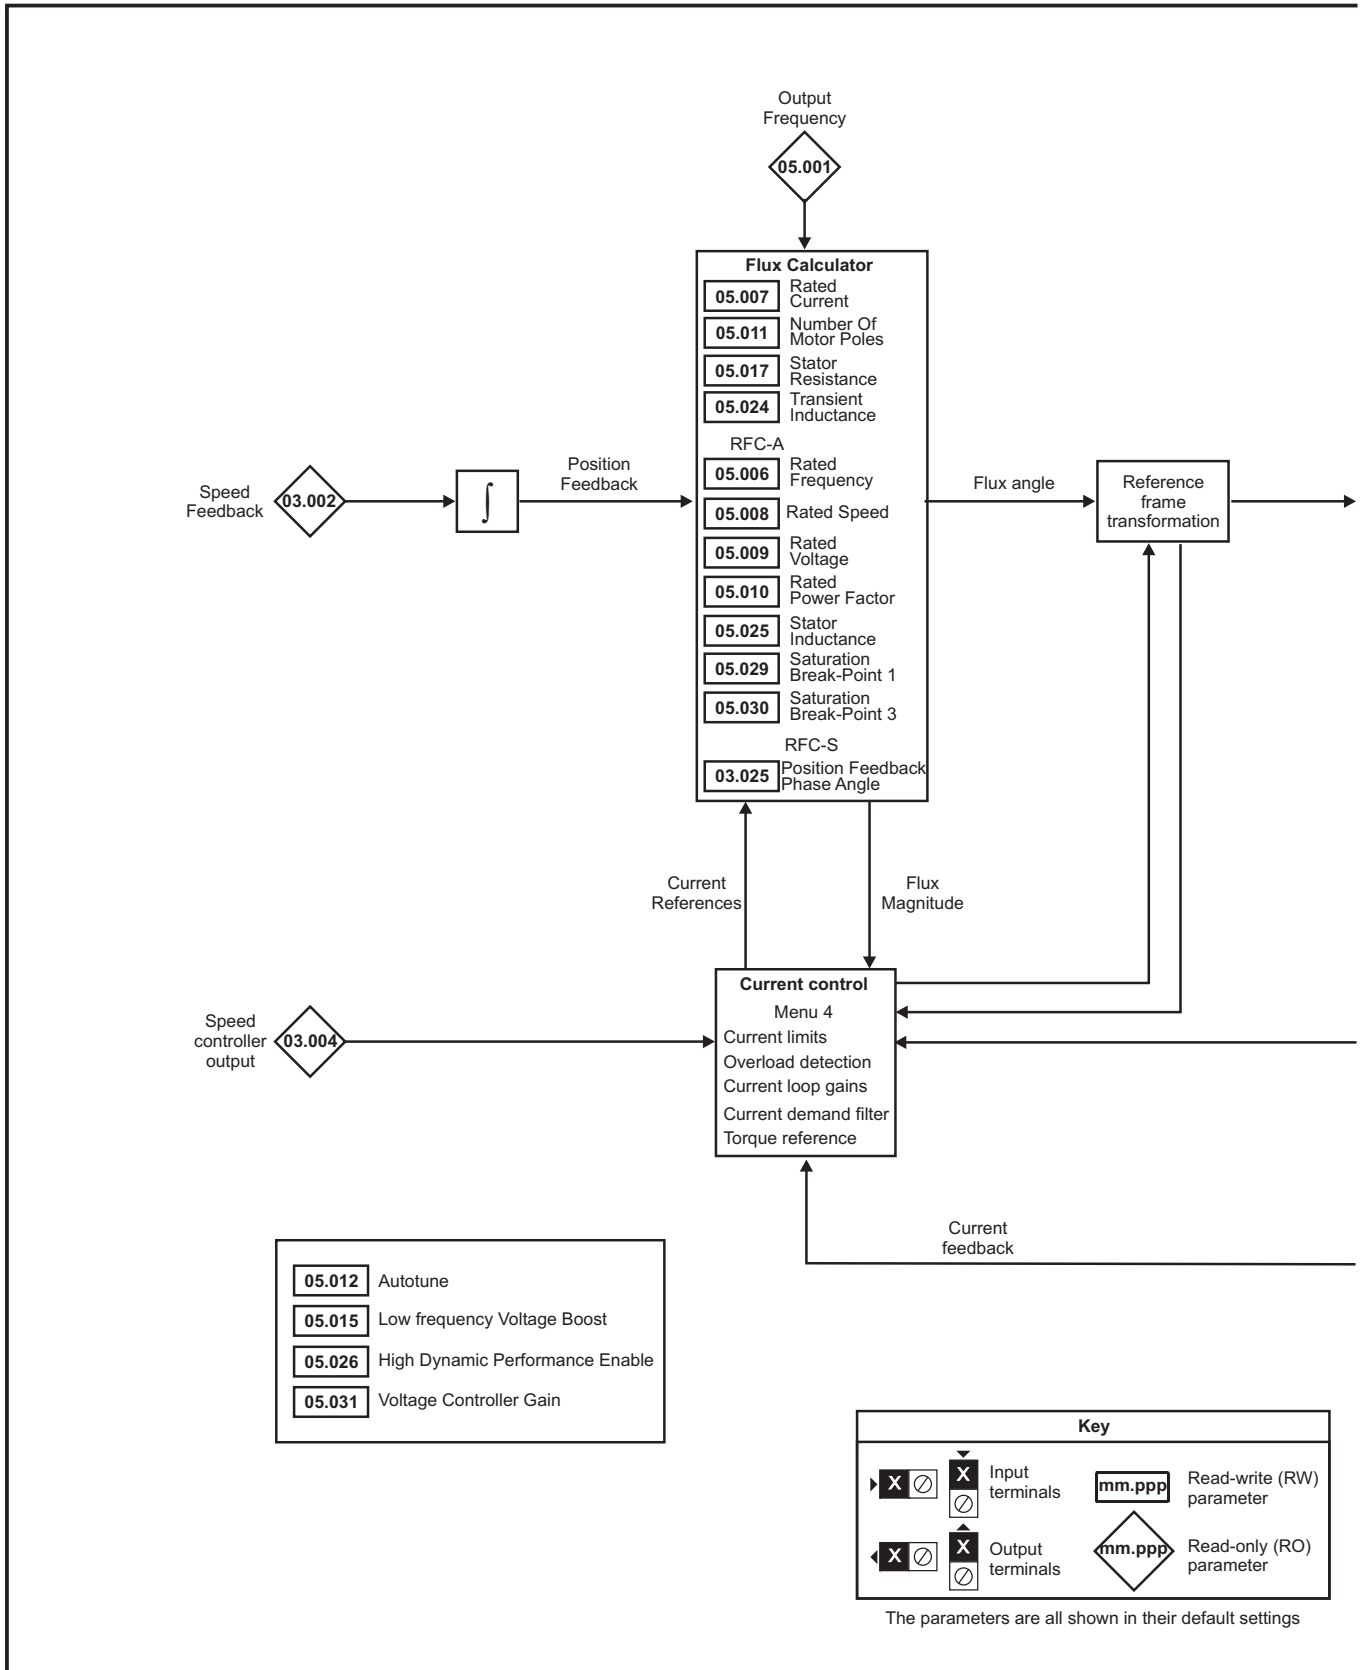 Output
Frequency
05.001
Flux Calculator
05.007 Rated
Current
05.011 Number Of
Motor Poles
05.017 Stator
Resistance
05.024 Transient
Inductance
RFC-A
05.006 Rated
Frequency
05.008 Rated Speed
05.009 Rated
Voltage
05.010 Rated
Power Factor
05.025 Stator
Inductance
05.029 Saturation
Break-Point 1
05.030 Saturation
Break-Point 3
RFC-S
03.025 Position Feedback
Phase Angle
Speed
Feedback
03.002
∫
Position
Feedback
Flux angle
Reference
frame
transformation
Current
References
Flux
Magnitude
Speed
controller
output
03.004
Current control
Menu 4
Current limits
Overload detection
Current loop gains
Current demand filter
Torque reference
Current
feedback
05.012 Autotune
05.015 Low frequency Voltage Boost
05.026 High Dynamic Performance Enable
05.031 Voltage Controller Gain
Key
X X Input
terminals
mm.ppp Read-write (RW)
parameter
X X Output
terminals
mm.ppp Read-only (RO)
parameter
The parameters are all shown in their default settings